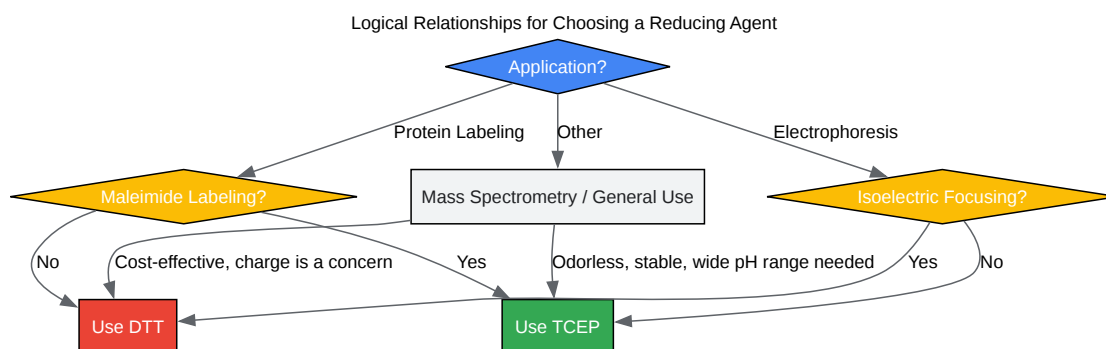 Logical Relationships for Choosing a Reducing Agent
Application?
Protein Labeling
Other
Electrophoresis
Maleimide Labeling?
Mass Spectrometry / General Use
Isoelectric Focusing?
No
Cost-effective, charge is a concern
Yes
Odorless, stable, wide pH range needed
Yes
No
Use DTT
Use TCEP